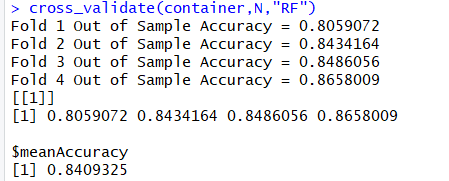 > cross_validate(container,N,"RF")
Fold 1 Out of Sample Accuracy = 0.8059072
Fold 2 Out of Sample Accuracy = 0.8434164
Fold 3 Out of Sample Accuracy = 0.8486056
Fold 4 Out of Sample Accuracy = 0.8658009
[[1]]
[1] 0.8059072 0.8434164 0.8486056 0.8658009
$meanAccuracy
[1] 0.8409325